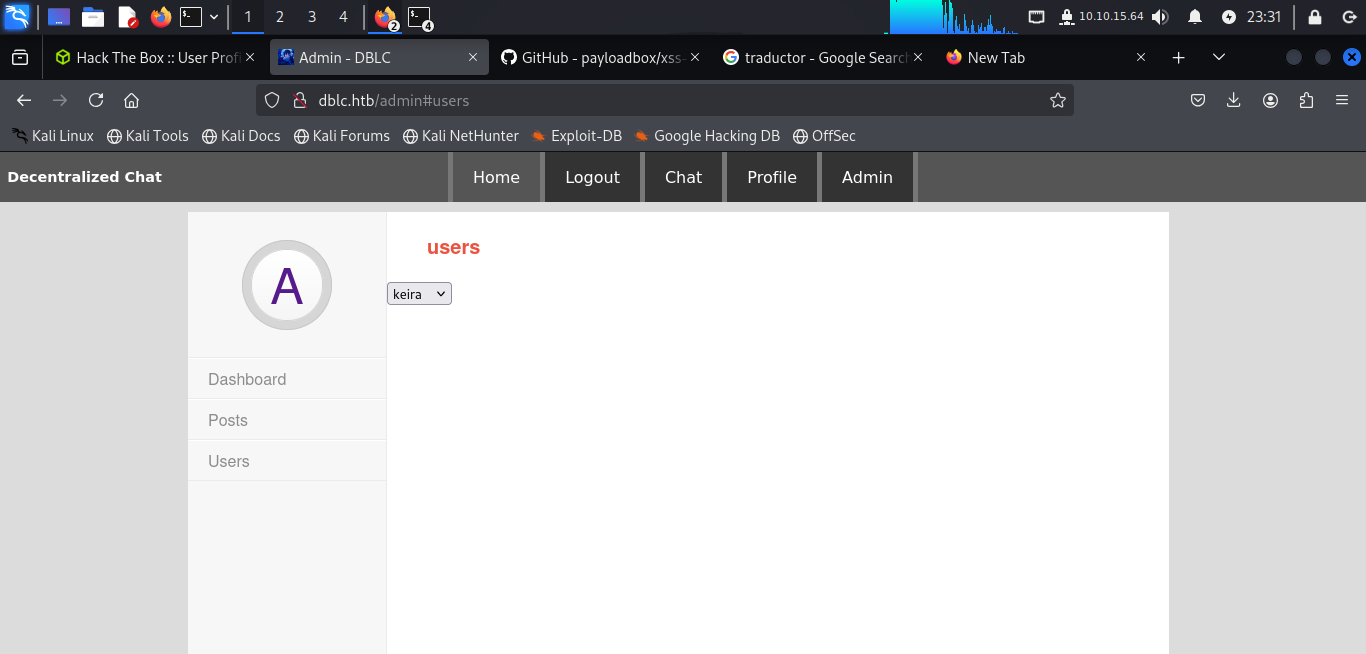 1 2 3 4 2 4 10.10.15.64 23:31
Hack The Box :: User Profi Admin - DBLC GitHub - payloadbox/xss- traductor - Google Search New Tab
dblc.htb/admin#users
Kali Linux Kali Tools Kali Docs Kali Forums Kali NetHunter Exploit-DB Google Hacking DB OffSec
Decentralized Chat Home Logout Chat Profile Admin
A
users
keira
Dashboard
Posts
Users